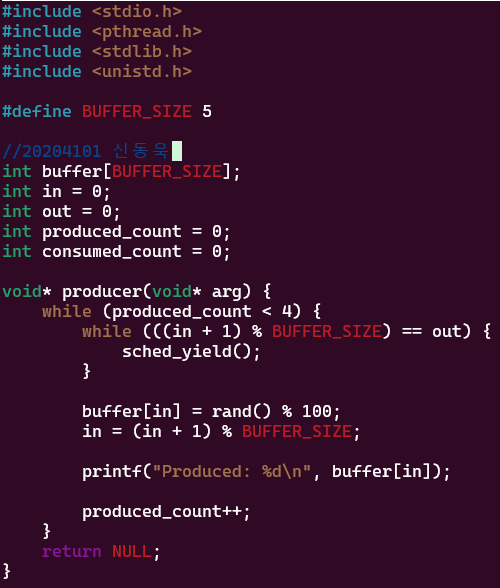 #include <stdio.h>
#include <pthread.h>
#include <stdlib.h>
#include <unistd.h>

#define BUFFER_SIZE 5

//20204101 신동욱
int buffer[BUFFER_SIZE];
int in = 0;
int out = 0;
int produced_count = 0;
int consumed_count = 0;

void* producer(void* arg) {
    while (produced_count < 4) {
        while (((in + 1) % BUFFER_SIZE) == out) {
            sched_yield();
        }

        buffer[in] = rand() % 100;
        in = (in + 1) % BUFFER_SIZE;

        printf("Produced: %d\n", buffer[in]);

        produced_count++;
    }
    return NULL;
}